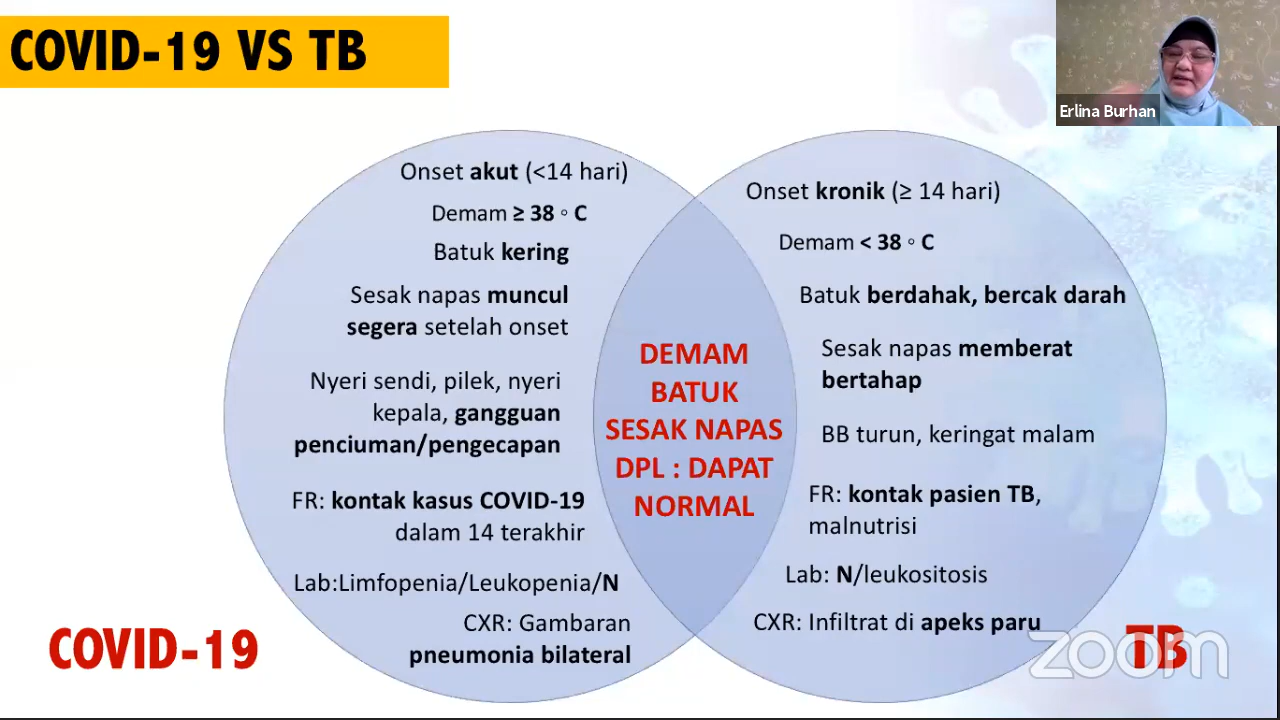 COVID-19 VS TB
Erlina Burhan
Onset akut (<14 hari)
Demam ≥ 38 ◦ C
Batuk kering
Sesak napas muncul
segera setelah onset
Nyeri sendi, pilek, nyeri
kepala, gangguan
penciuman/pengecapan
FR: kontak kasus COVID-19
dalam 14 terakhir
Lab:Limfopenia/Leukopenia/N
CXR: Gambaran
pneumonia bilateral
COVID-19
DEMAM
BATUK
SESAK NAPAS
DPL : DAPAT
NORMAL
Onset kronik (≥ 14 hari)
Demam < 38 ◦ C
Batuk berdahak, bercak darah
Sesak napas memberat
bertahap
BB turun, keringat malam
FR: kontak pasien TB,
malnutrisi
Lab: N/leukositosis
CXR: Infiltrat di apeks paru
TB
zoom